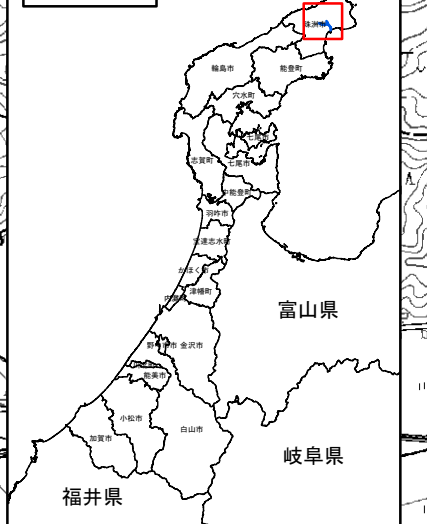 珠洲市
輪島市
能登町
穴水町
七尾市
志賀町
七尾市
中能登町
羽咋市
宝達志水町
かほく市
津幡町
内灘町
富山県
野々市市
金沢市
能美市
小松市
白山市
加賀市
岐阜県
福井県